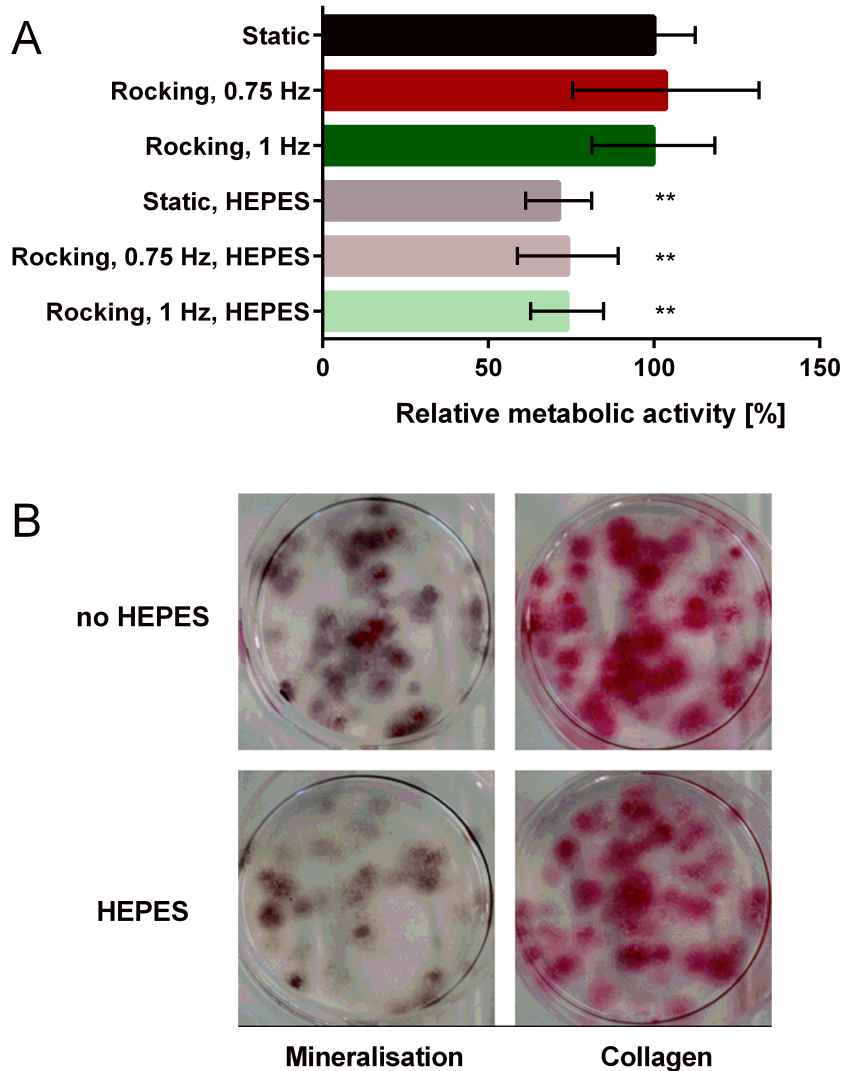 A
Static
Rocking, 0.75 Hz
Rocking, 1 Hz
Static, HEPES
**
Rocking, 0.75 Hz, HEPES
**
Rocking, 1 Hz, HEPES
**
0 50 100 150
Relative metabolic activity [%]
B
no HEPES
HEPES
Mineralisation Collagen